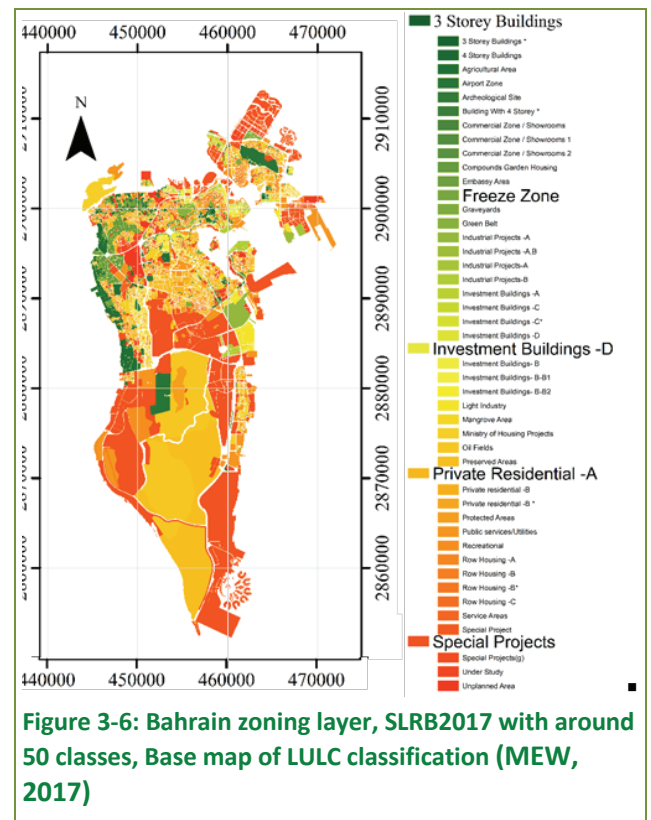 440000 450000 460000 470000
N
2910000
2900000
2890000
2880000
2870000
2860000
440000 450000 460000 470000
3 Storey Buildings
3 Storey Buildings *
4 Storey Buildings
Agricultural Area
Airport Zone
Archeological Site
Building With 4 Storey *
Commercial Zone / Showrooms
Commercial Zone / Showrooms 1
Commercial Zone / Showrooms 2
Compounds Garden Housing
Embassy Area
Freeze Zone
Graveyards
Green Belt
Industrial Projects -A
Industrial Projects -A,B
Industrial Projects-A
Industrial Projects-B
Investment Buildings -A
Investment Buildings -C
Investment Buildings -C*
Investment Buildings -D
Investment Buildings -D
Investment Buildings- B
Investment Buildings- B-B1
Investment Buildings- B-B2
Light Industry
Mangrove Area
Ministry of Housing Projects
Oil Fields
Preserved Areas
Private Residential -A
Private residential -B
Private residential -B *
Protected Areas
Public services/Utilities
Recreational
Row Housing -A
Row Housing -B
Row Housing -B*
Row Housing -C
Service Areas
Special Project
Special Projects
Special Projects(g)
Under Study
Unplanned Area
Figure 3-6: Bahrain zoning layer, SLRB2017 with around
50 classes, Base map of LULC classification (MEW,
2017)